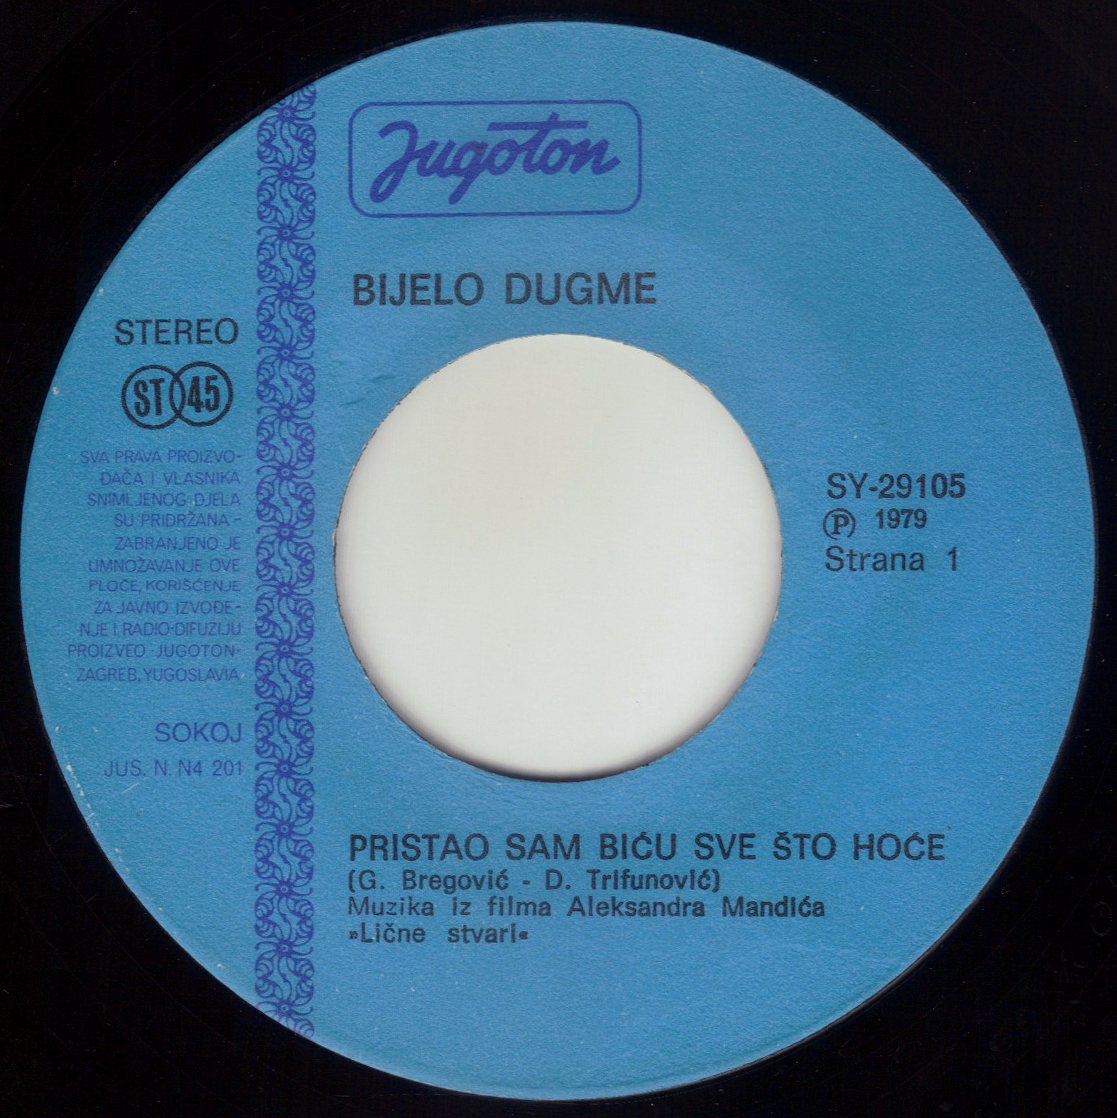 Jugoton
BIJELO DUGME
STEREO
ST 45
SVA PRAVA PROIZVO-
ĐAČA I VLASNIKA
SNIMLJENOG DJELA
SU PRIDRŽANA -
ZABRANJENO JE
UMNOŽAVANJE OVE
PLOČE, KORIŠĆENJE
ZA JAVNO IZVOĐE-
NJE I RADIO-DIFUZIJU
PROIZVEO JUGOTON-
ZAGREB, YUGOSLAVIA
SOKOJ
JUS. N. N4 201
SY-29105
Ⓟ 1979
Strana 1
PRISTAO SAM BIĆU SVE ŠTO HOĆE
(G. Bregović - D. Trifunović)
Muzika iz filma Aleksandra Mandića
»Lične stvari«